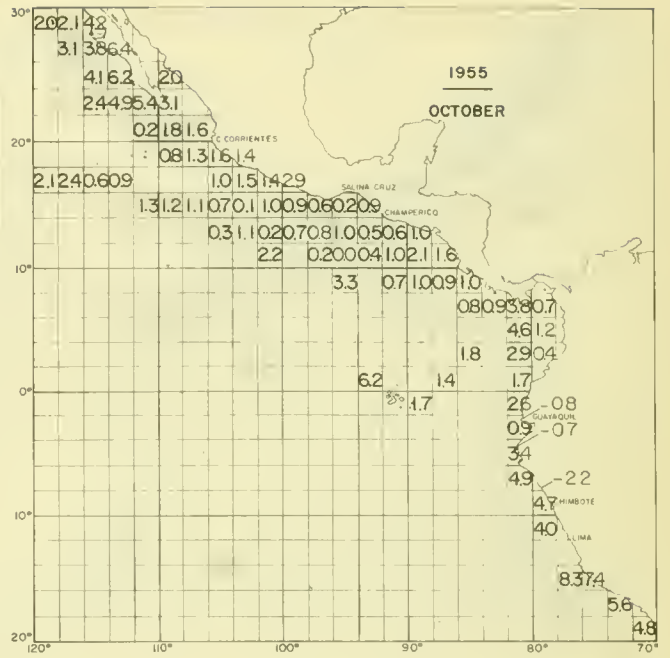 30°
2.0 2.1 4.2
3.1 3.8 6.4
4.1 6.2 2.0
1955
2.4 4.9 5.4 3.1
OCTOBER
0.2 1.8 1.6
20°
C. CORRIENTES
0.8 1.3 1.6 1.4
2.1 2.4 0.6 0.9 1.0 1.5 1.4 2.9
SALINA CRUZ
1.3 1.2 1.1 0.7 0.1 1.0 0.9 0.6 0.2 0.9
CHAMPERICO
0.3 1.1 0.2 0.7 0.8 1.0 0.5 0.6 1.0
2.2 0.2 0.0 0.4 1.0 2.1 1.6
10°
3.3 0.7 1.0 0.9 1.0
0.8 0.9 3.8 0.7
4.6 1.2
1.8 2.9 0.4
6.2 1.4 1.7
0°
1.7 2.6 -08
GUAYAQUIL
0.9 -07
3.4
4.9 -22
4.7 CHIMBOTE
10°
4.0
LIMA
8.3 7.4
5.6
4.8
20°
120° 110° 100° 90° 80° 70°